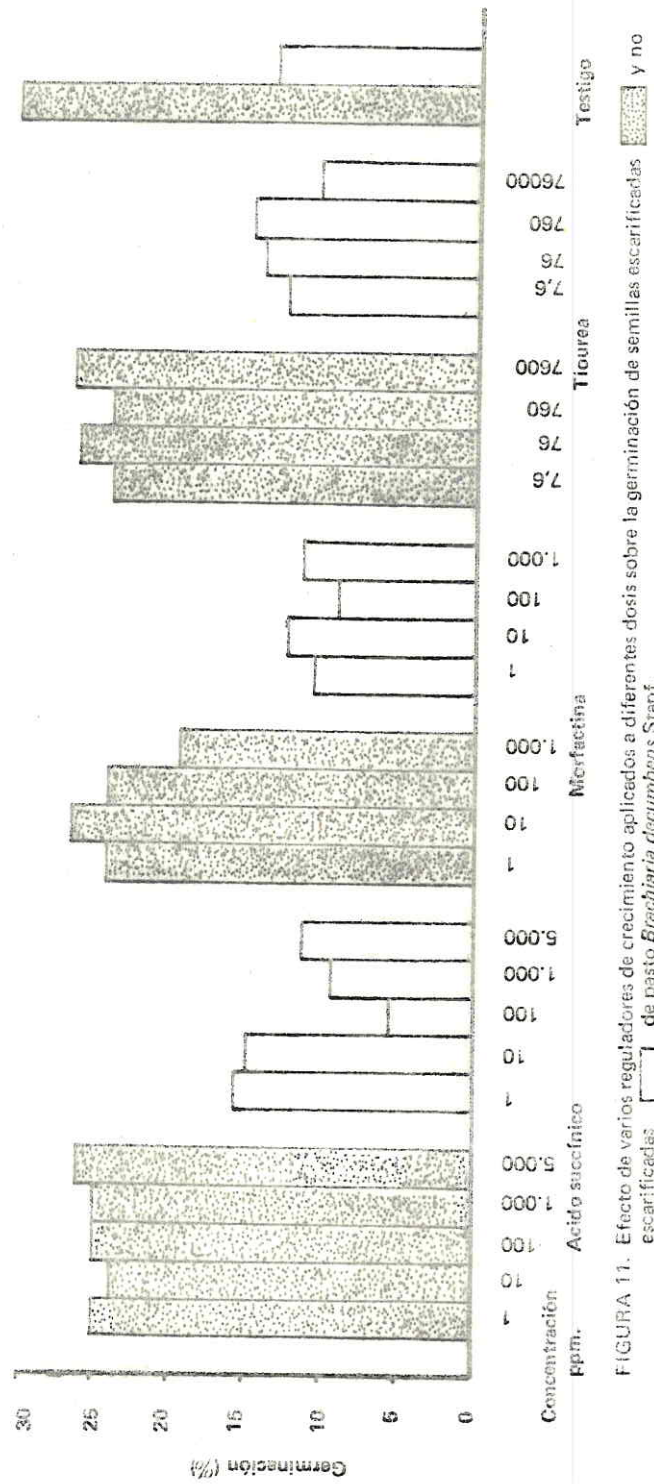 Germinación (%)
30
25
20
15
10
5
0
Concentración
ppm.
1 10 100 1.000 5.000 1 10 100 1.000 5.000
Acido succínico
1 10 100 1.000 1 10 100 1.000
Morfactina
7,6 76 760 7600 7,6 76 760 76000
Tiourea
Testigo
FIGURA 11. Efecto de varios reguladores de crecimiento aplicados a diferentes dosis sobre la germinación de semillas escarificadas y no
escarificadas de pasto Brachiaria decumbens Stapf